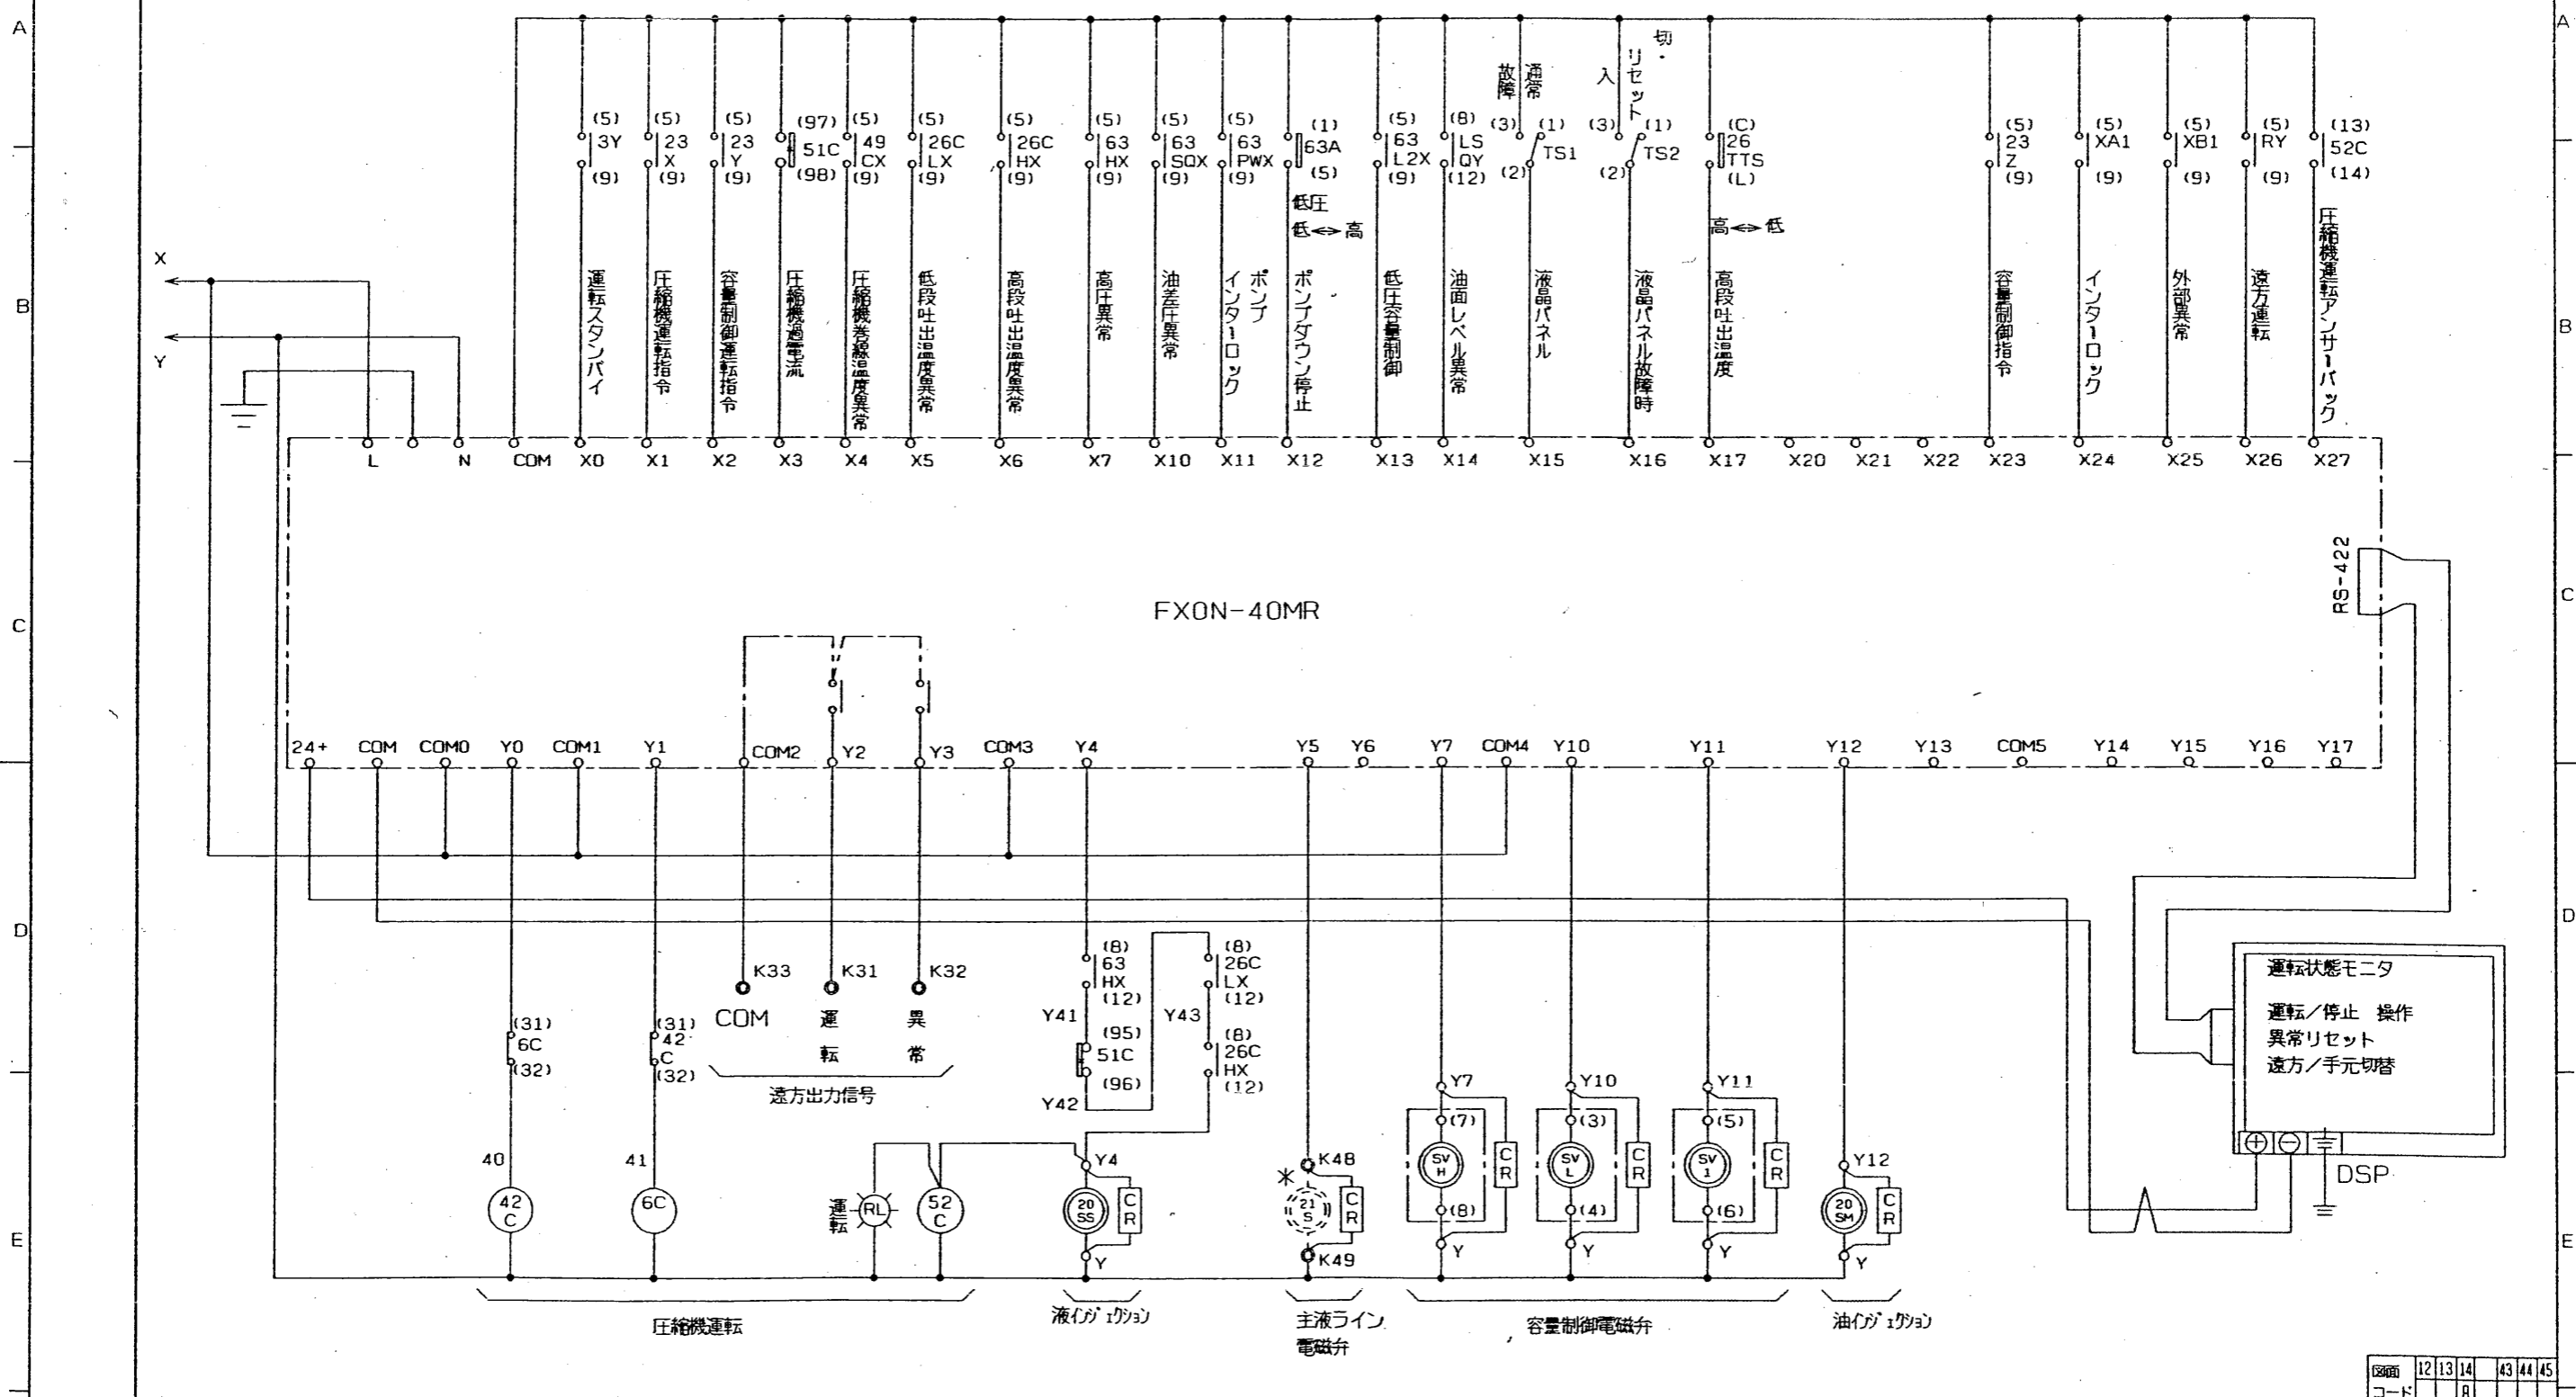 A
A
切・
リセット
入
通常
故障
(5)
3Y
(9)
(5)
23
X
(9)
(5)
23
Y
(9)
(97)
51C
(98)
(5)
49
CX
(9)
(5)
26C
LX
(9)
(5)
26C
HX
(9)
(5)
63
HX
(9)
(5)
63
SQX
(9)
(5)
63
PWX
(9)
(1)
63A
(5)
低圧
低⇔高
(5)
63
L2X
(9)
(8)
LS
QY
(12)
(3)
(1)
TS1
(2)
(3)
(1)
TS2
(2)
(C)
26
TTS
(L)
高⇔低
(5)
23
Z
(9)
(5)
XA1
(9)
(5)
XB1
(9)
(5)
RY
(9)
(13)
52C
(14)
X
Y
B
B
運転スタンバイ
圧縮機運転指令
容量制御運転指令
圧縮機過電流
圧縮機巻線温度異常
低段吐出温度異常
高段吐出温度異常
高圧異常
油差圧異常
ポンプ
インターロック
ポンプダウン停止
低圧容量制御
油面レベル異常
液晶パネル
液晶パネル故障時
高段吐出温度
容量制御指令
インターロック
外部異常
遠方運転
圧縮機運転アンサーバック
L
N
COM
X0
X1
X2
X3
X4
X5
X6
X7
X10
X11
X12
X13
X14
X15
X16
X17
X20
X21
X22
X23
X24
X25
X26
X27
RS-422
C
C
FX0N-40MR
24+
COM
COM0
Y0
COM1
Y1
COM2
Y2
Y3
COM3
Y4
Y5
Y6
Y7
COM4
Y10
Y11
Y12
Y13
COM5
Y14
Y15
Y16
Y17
D
D
K33
K31
K32
COM
運転
異常
遠方出力信号
(31)
6C
(32)
(31)
42
C
(32)
(8)
63
HX
(12)
Y41
(95)
51C
(96)
Y42
(8)
26C
LX
(12)
Y43
(8)
26C
HX
(12)
運転状態モニタ
運転/停止 操作
異常リセット
遠方/手元切替
DSP
E
E
40
42
C
41
6C
運転
RL
52
C
Y4
20
SS
CR
Y
*
K48
21
S
CR
K49
Y7
(7)
SV
H
(8)
CR
Y
Y10
(3)
SV
L
(4)
CR
Y
Y11
(5)
SV
1
(6)
CR
Y
Y12
20
SM
CR
Y
圧縮機運転
液インジェクション
主液ライン
電磁弁
容量制御電磁弁
油インジェクション
図面
12 13 14 43 44 45
コード